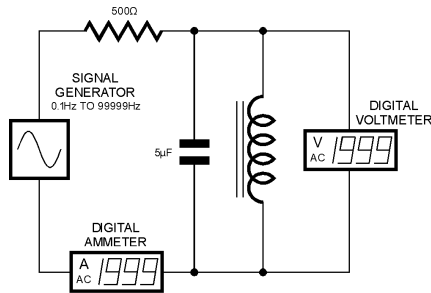 500Ω
SIGNAL
GENERATOR
0.1Hz TO 99999Hz
5µF
DIGITAL
VOLTMETER
V
AC
1999
DIGITAL
AMMETER
A
AC
1999